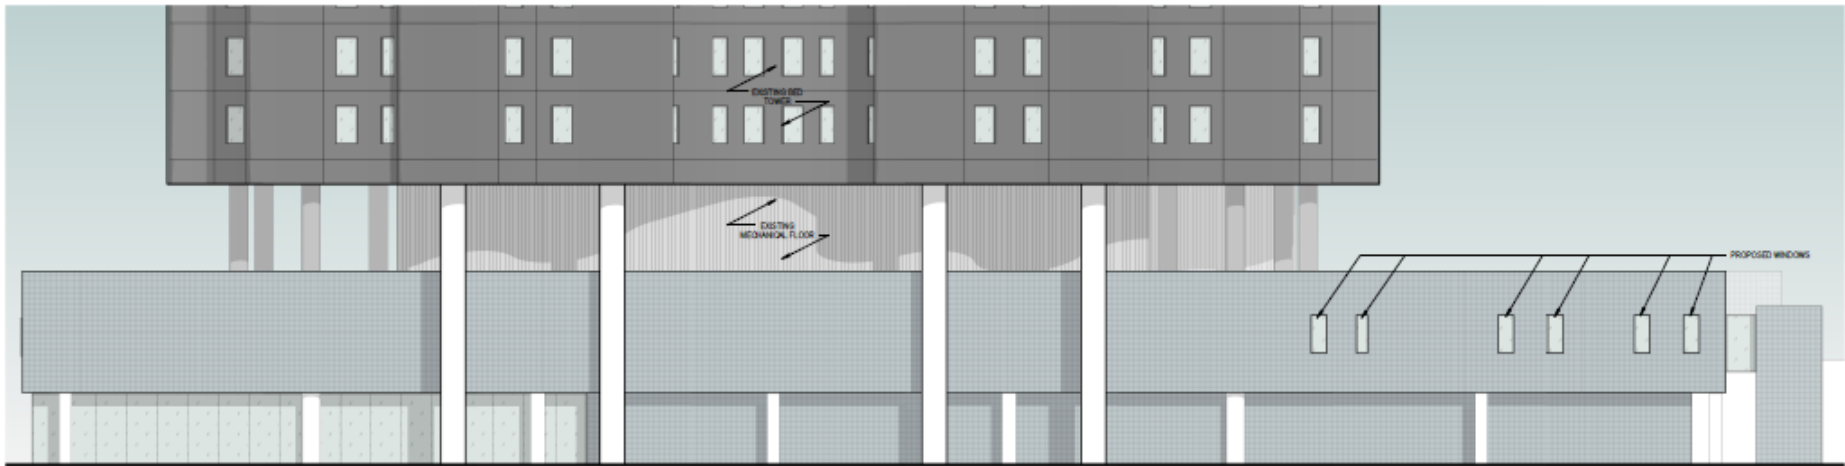 EXISTING BED
TOWER
EXISTING
MECHANICAL FLOOR
PROPOSED WINDOWS